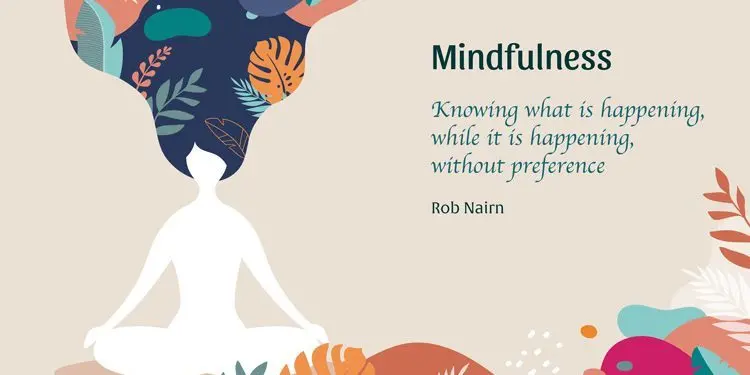 Mindfulness
Knowing what is happening,
while it is happening,
without preference
Rob Nairn